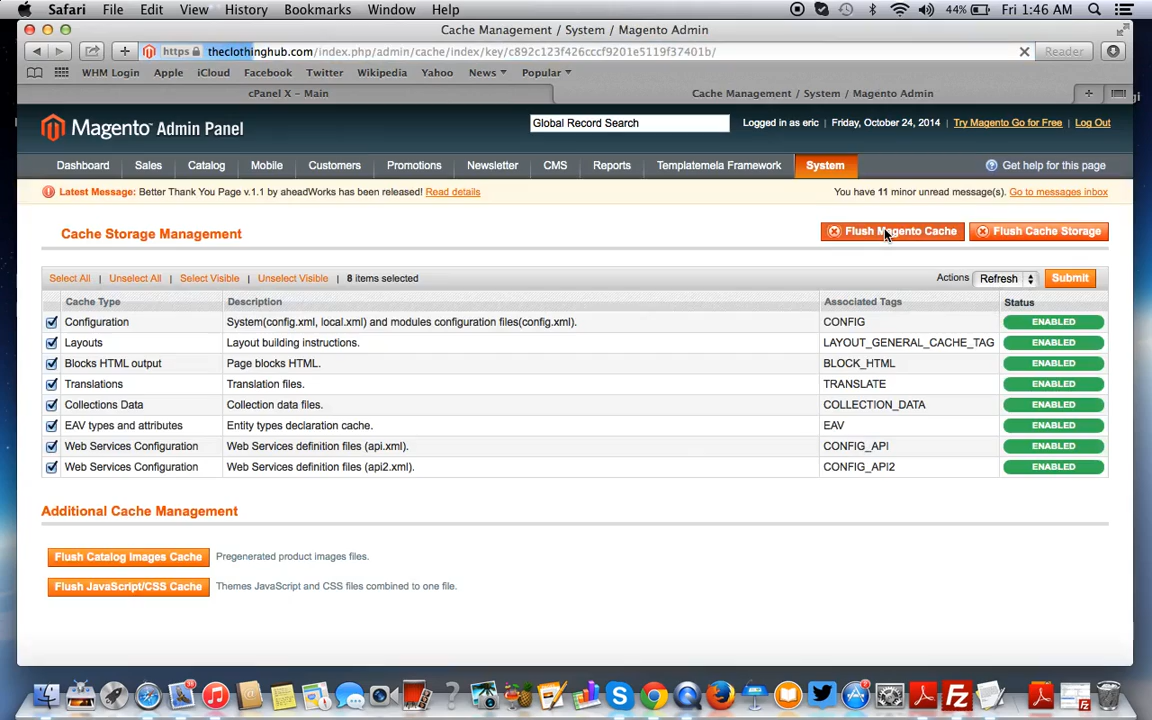 Safari File Edit View History Bookmarks Window Help 44% Fri 1:46 AM
Cache Management / System / Magento Admin
https theclothinghub.com/index.php/admin/cache/index/key/c892c123f426cccf9201e5119f37401b/ Reader
WHM Login Apple iCloud Facebook Twitter Wikipedia Yahoo News Popular
cPanel X – Main Cache Management / System / Magento Admin
Magento Admin Panel Global Record Search Logged in as eric | Friday, October 24, 2014 | Try Magento Go for Free | Log Out
Dashboard Sales Catalog Mobile Customers Promotions Newsletter CMS Reports Templatemela Framework System Get help for this page
Latest Message: Better Thank You Page v.1.1 by aheadWorks has been released! Read details You have 11 minor unread message(s). Go to messages inbox
Cache Storage Management Flush Magento Cache Flush Cache Storage
Select All | Unselect All | Select Visible | Unselect Visible | 8 items selected Actions Refresh Submit
Cache Type Description Associated Tags Status
Configuration System(config.xml, local.xml) and modules configuration files(config.xml). CONFIG ENABLED
Layouts Layout building instructions. LAYOUT_GENERAL_CACHE_TAG ENABLED
Blocks HTML output Page blocks HTML. BLOCK_HTML ENABLED
Translations Translation files. TRANSLATE ENABLED
Collections Data Collection data files. COLLECTION_DATA ENABLED
EAV types and attributes Entity types declaration cache. EAV ENABLED
Web Services Configuration Web Services definition files (api.xml). CONFIG_API ENABLED
Web Services Configuration Web Services definition files (api2.xml). CONFIG_API2 ENABLED
Additional Cache Management
Flush Catalog Images Cache Pregenerated product images files.
Flush JavaScript/CSS Cache Themes JavaScript and CSS files combined to one file.